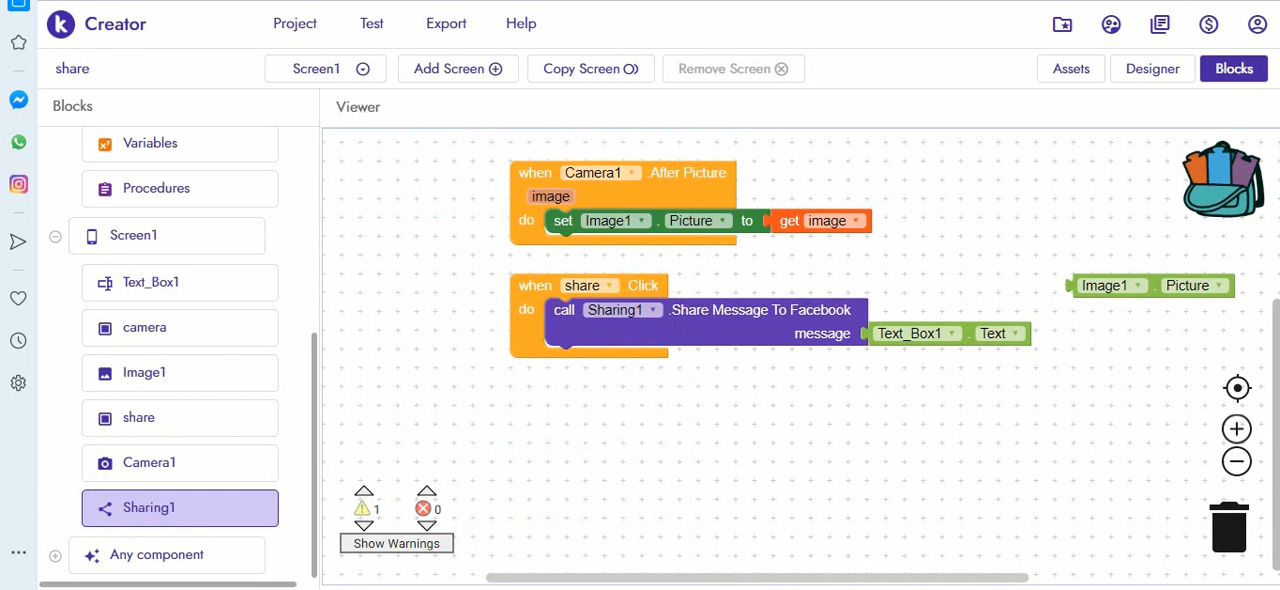 Creator Project Test Export Help
share Screen1 Add Screen Copy Screen Remove Screen Assets Designer Blocks
Blocks Viewer
Variables
Procedures
Screen1
Text_Box1
camera
Image1
share
Camera1
Sharing1
Any component
when Camera1 .After Picture
image
do set Image1 . Picture to get image
when share .Click
do call Sharing1 .Share Message To Facebook
message Text_Box1 . Text
Image1 . Picture
1 0
Show Warnings